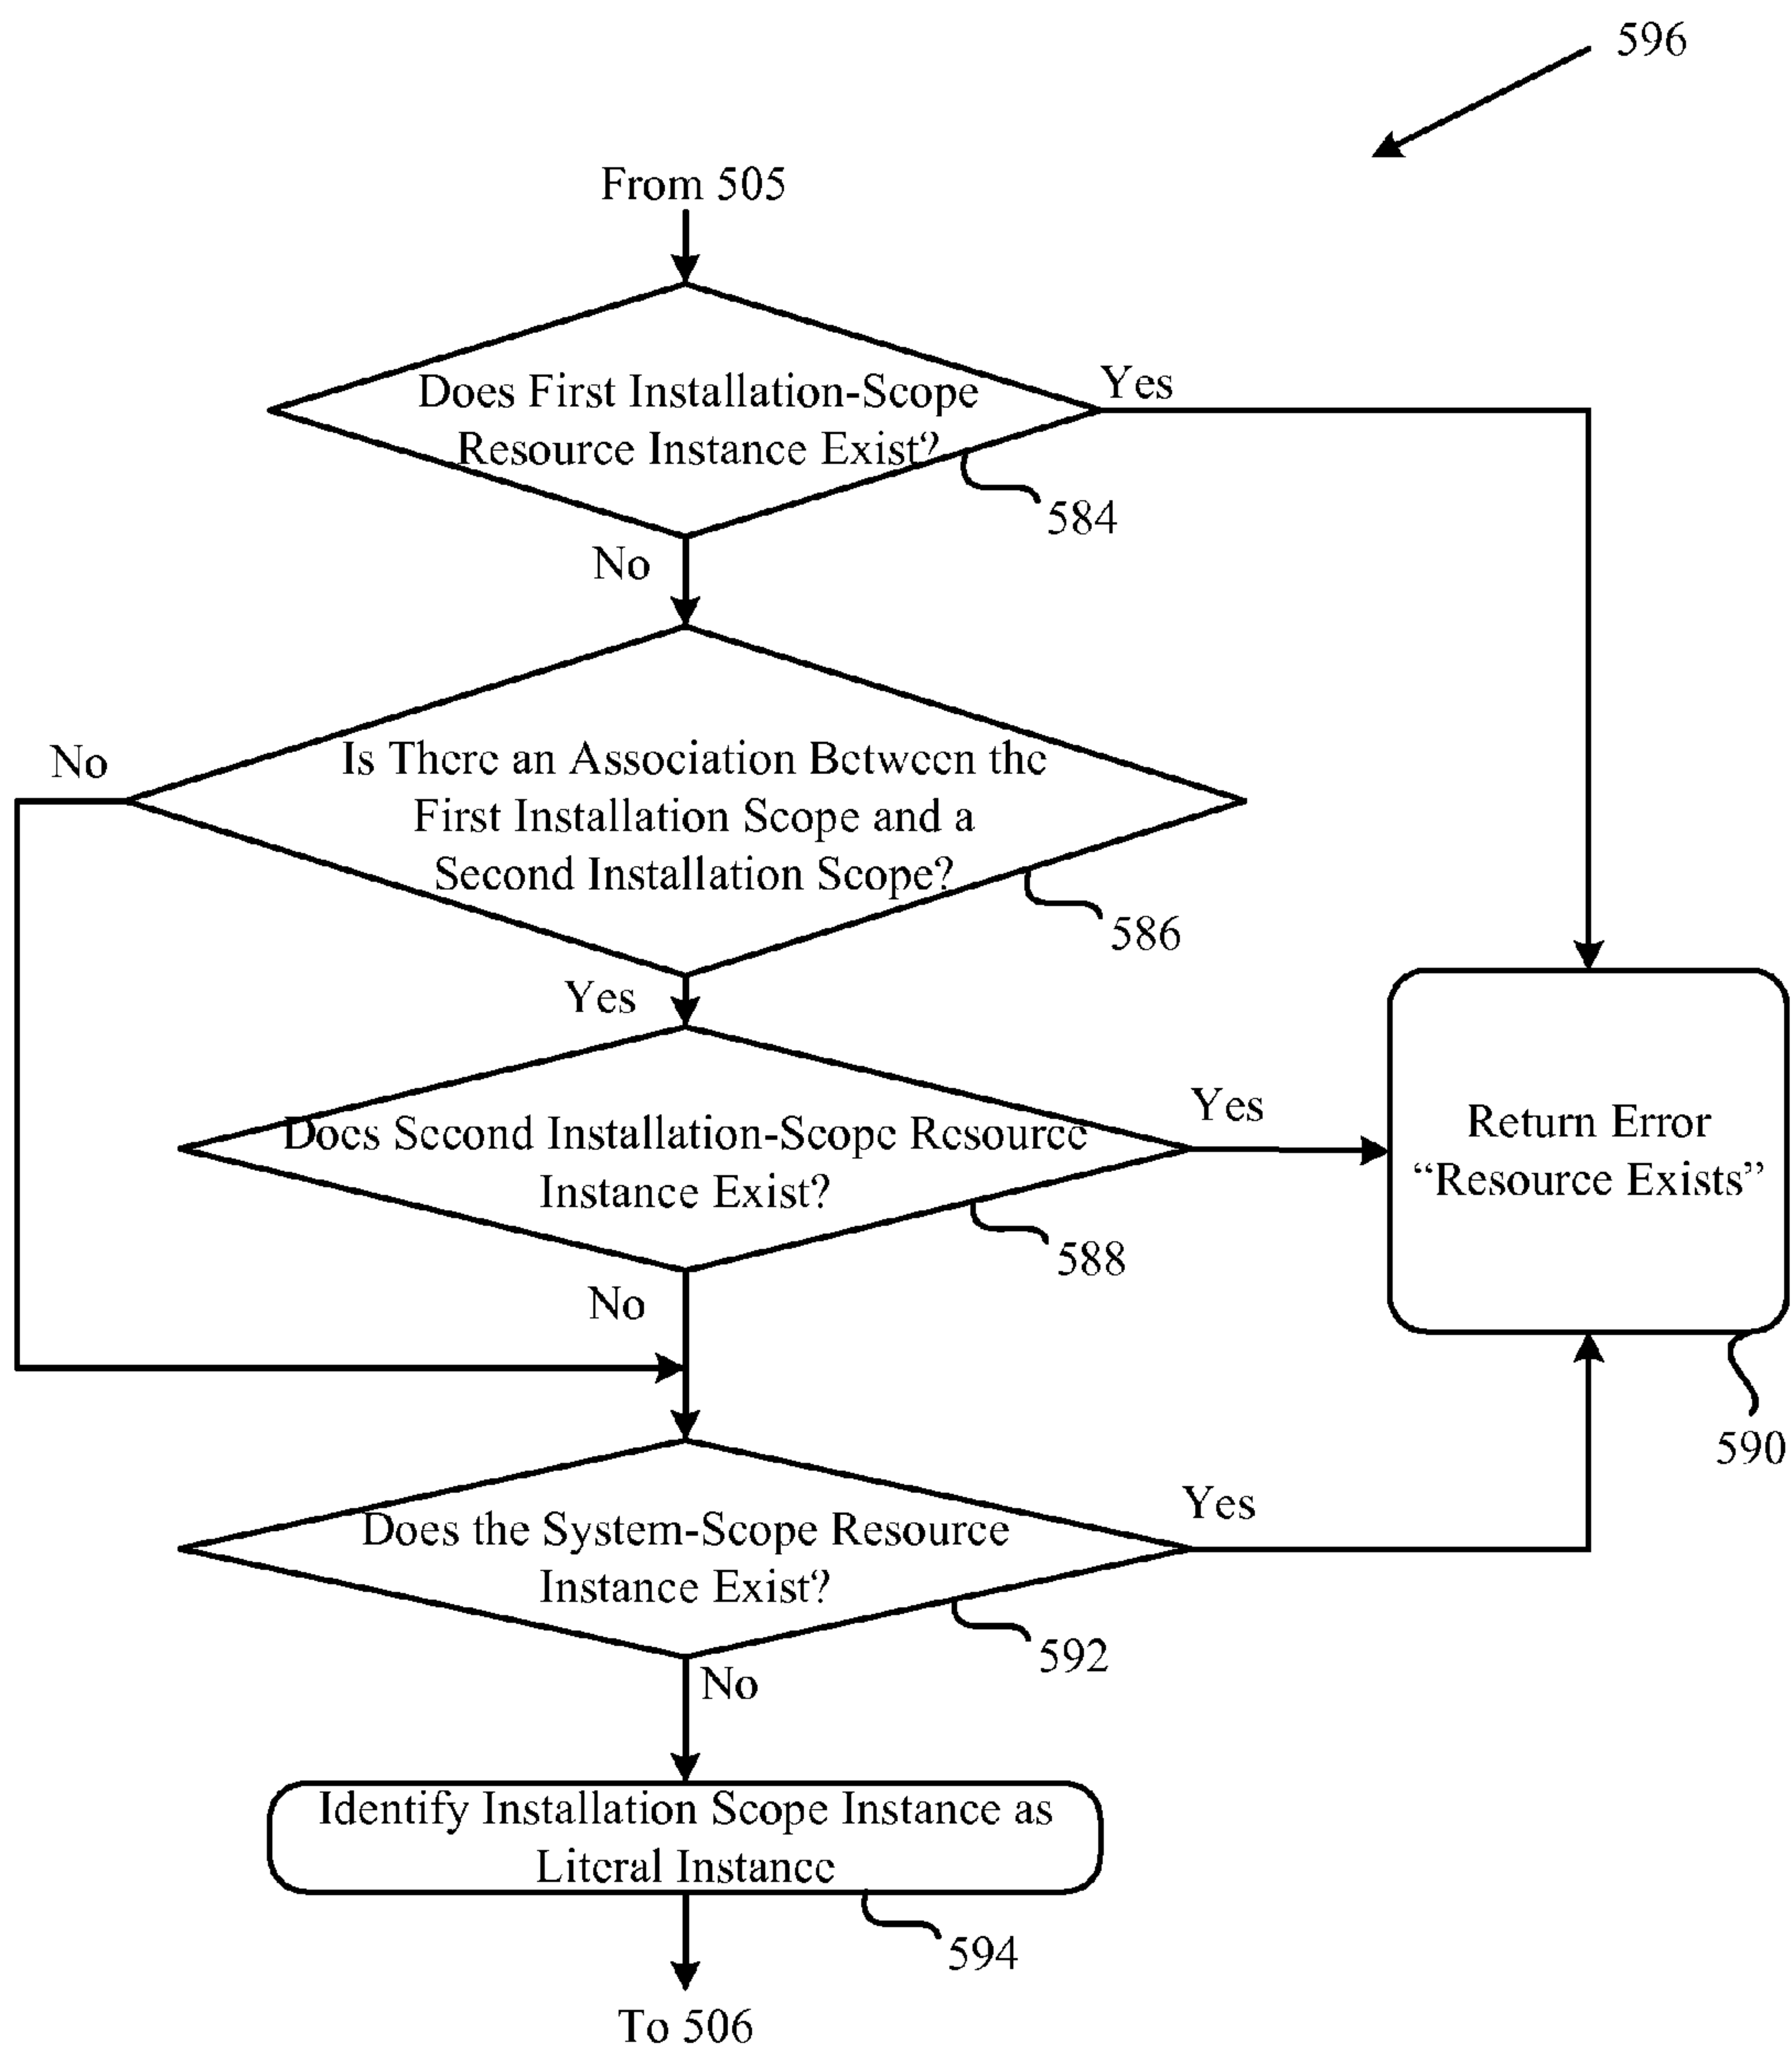 596
From 505
Does First Installation-Scope
Resource Instance Exist?
Yes
584
No
Is There an Association Between the
First Installation Scope and a
Second Installation Scope?
No
586
Yes
Does Second Installation-Scope Resource
Instance Exist?
Yes
588
No
Return Error
“Resource Exists”
590
Does the System-Scope Resource
Instance Exist?
Yes
592
No
Identify Installation Scope Instance as
Literal Instance
594
To 506